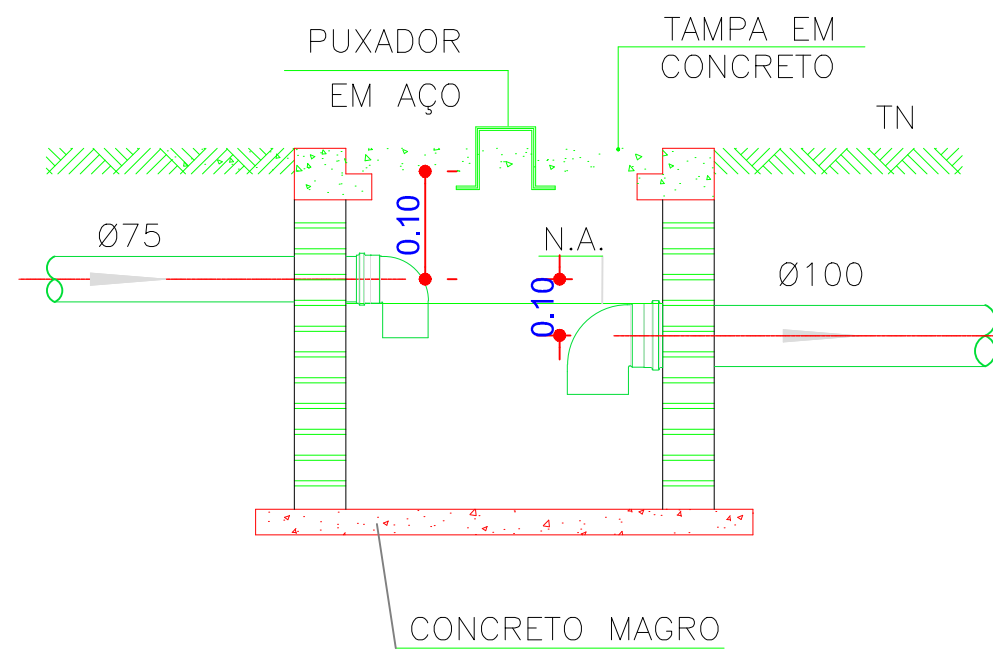 PUXADOR
EM AÇO
TAMPA EM
CONCRETO
TN
Ø75
0.10
N.A.
0.10
Ø100
CONCRETO MAGRO